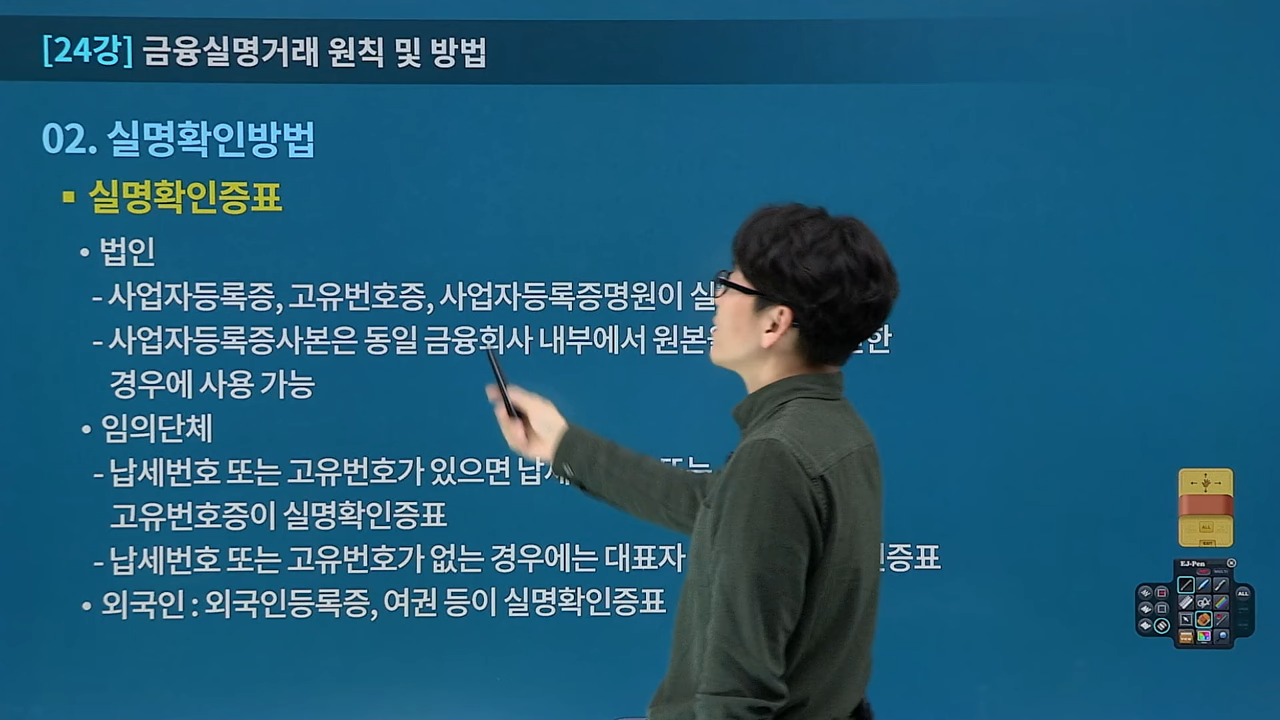 [24강] 금융실명거래 원칙 및 방법
02. 실명확인방법
▪ 실명확인증표
• 법인
- 사업자등록증, 고유번호증, 사업자등록증명원이 실
- 사업자등록증사본은 동일 금융회사 내부에서 원본
경우에 사용 가능
• 임의단체
- 납세번호 또는 고유번호가 있으면 또는
고유번호증이 실명확인증표
- 납세번호 또는 고유번호가 없는 경우에는 대표자 인증표
• 외국인 : 외국인등록증, 여권 등이 실명확인증표
EJ-Pen
ALL
ALL